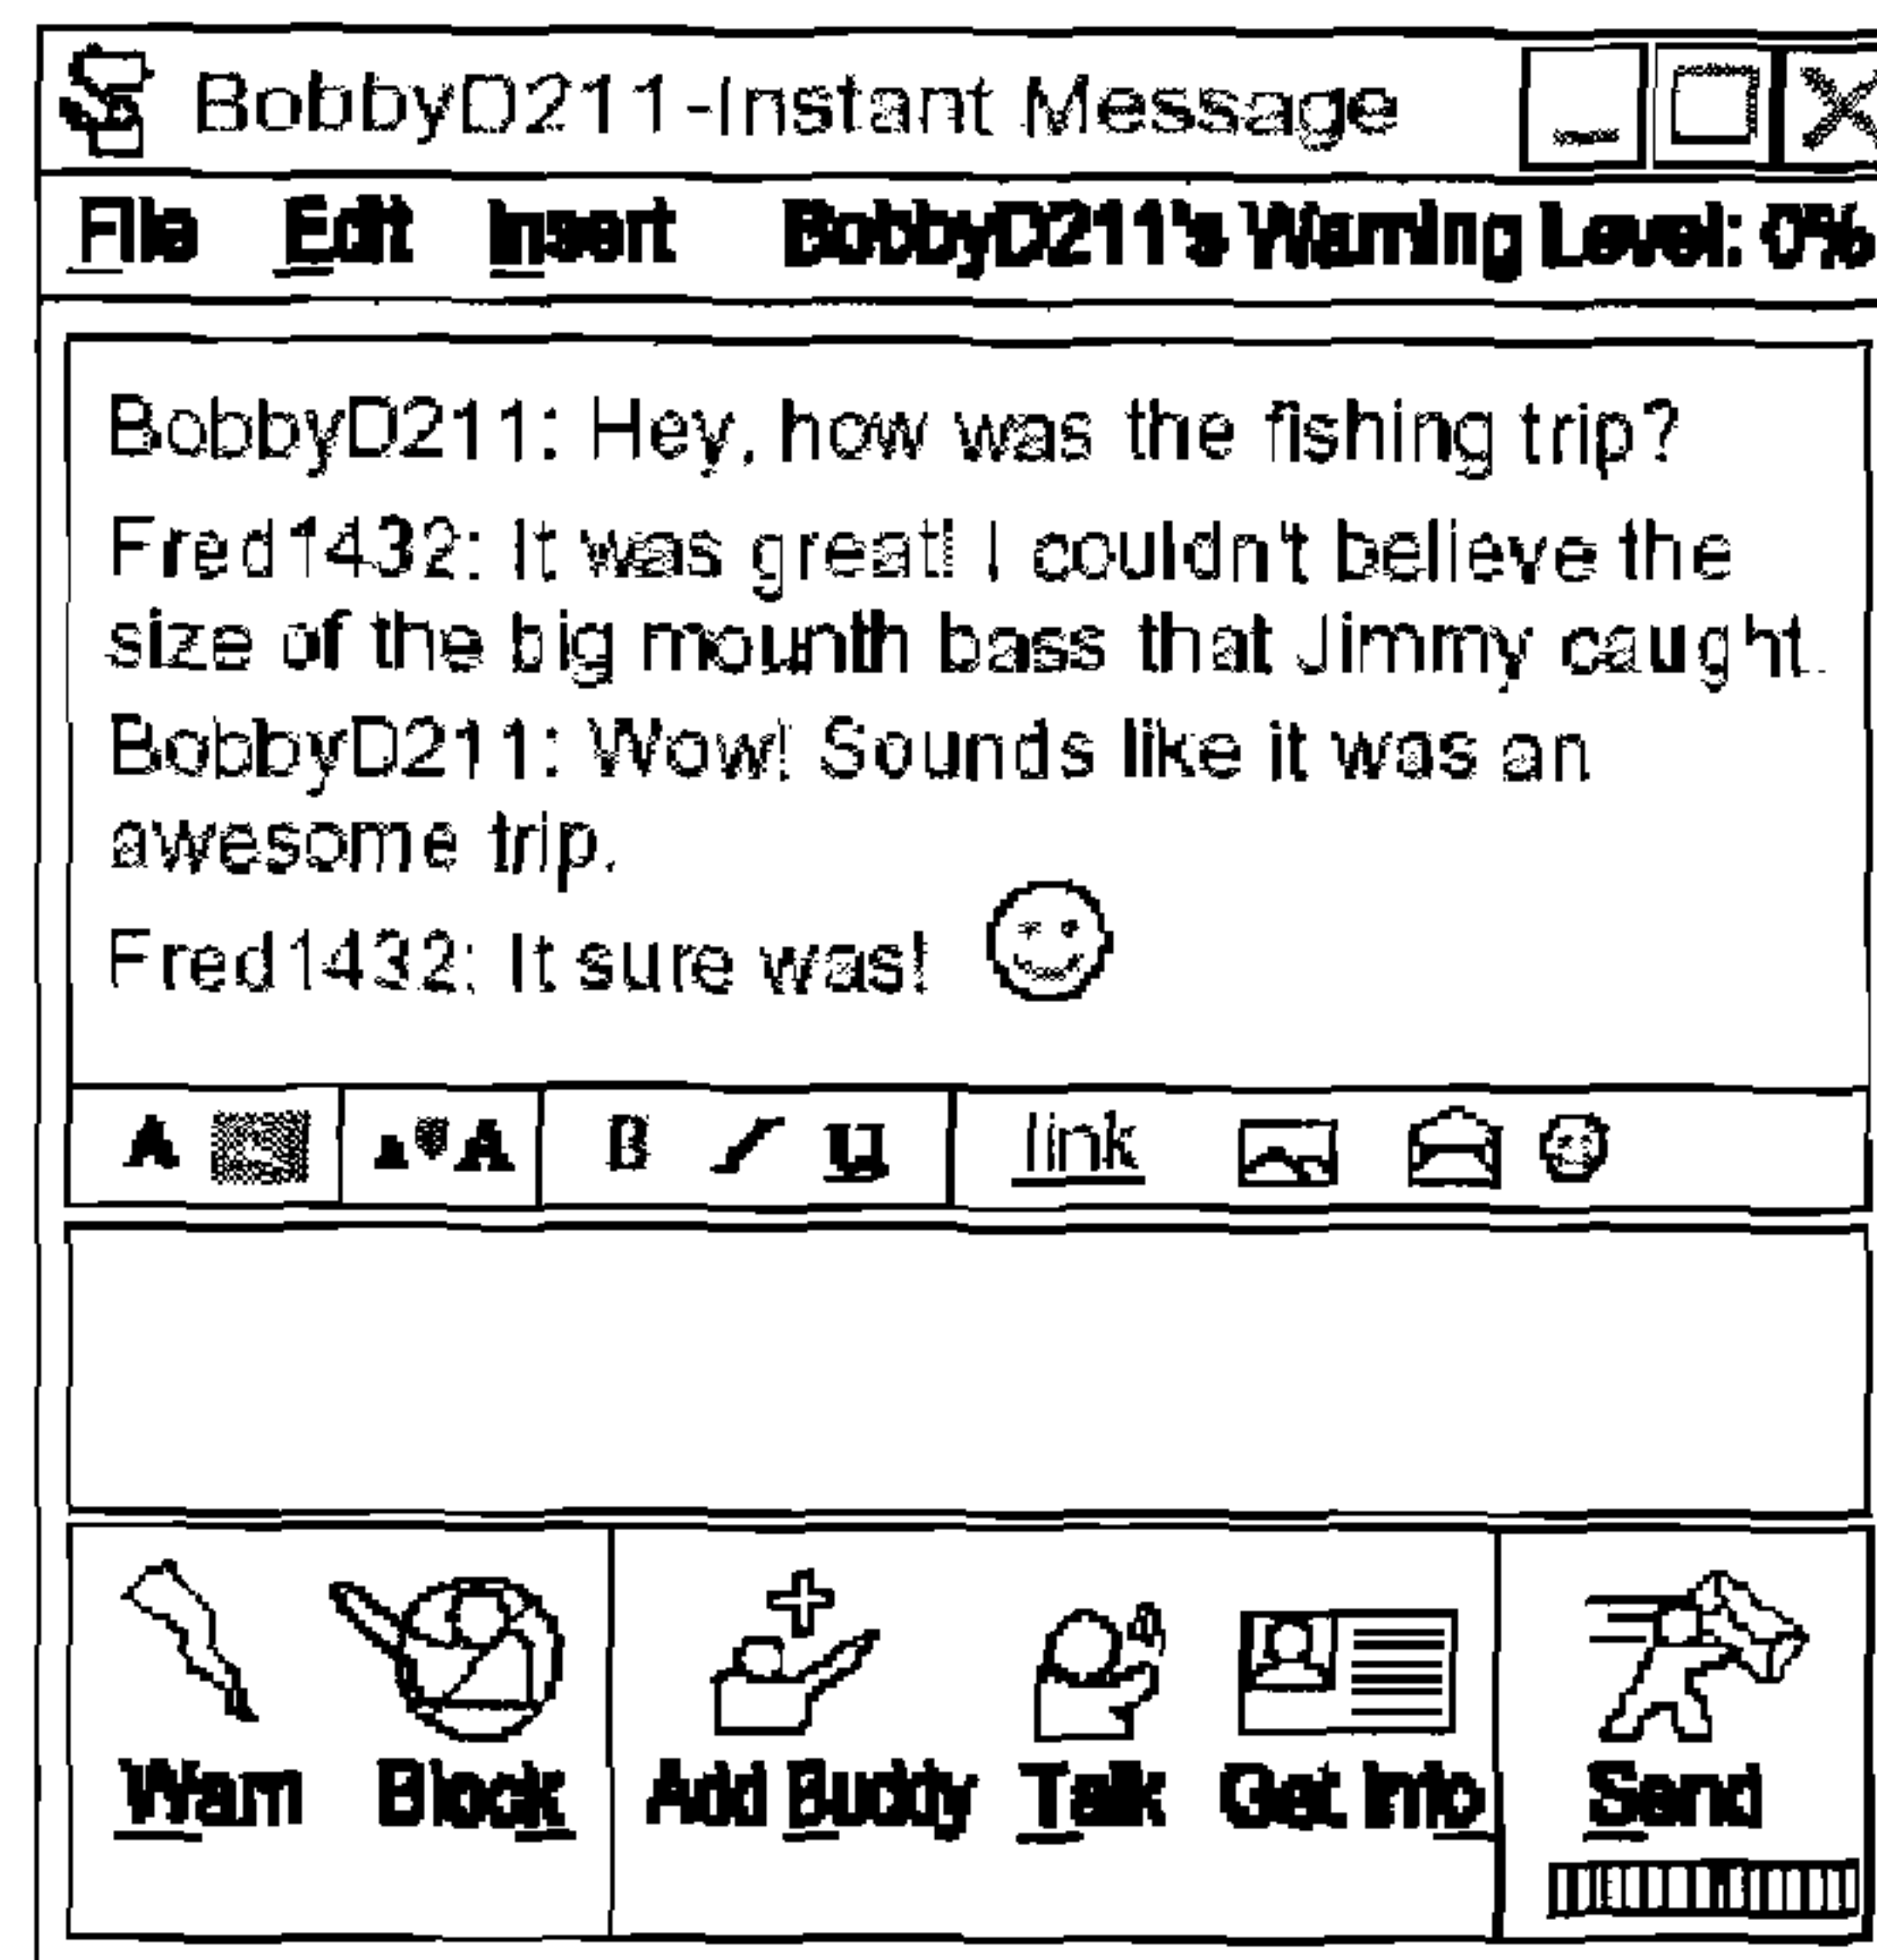 BobbyD211-Instant Message
File Edit Insert BobbyD211's Warning Level: 0%
BobbyD211: Hey, how was the fishing trip?
Fred1432: It was great! I couldn't believe the
size of the big mounth bass that Jimmy caught.
BobbyD211: Wow! Sounds like it was an
awesome trip.
Fred1432: It sure was!
A A A B I U link
Warn Block Add Buddy Talk Get Info Send